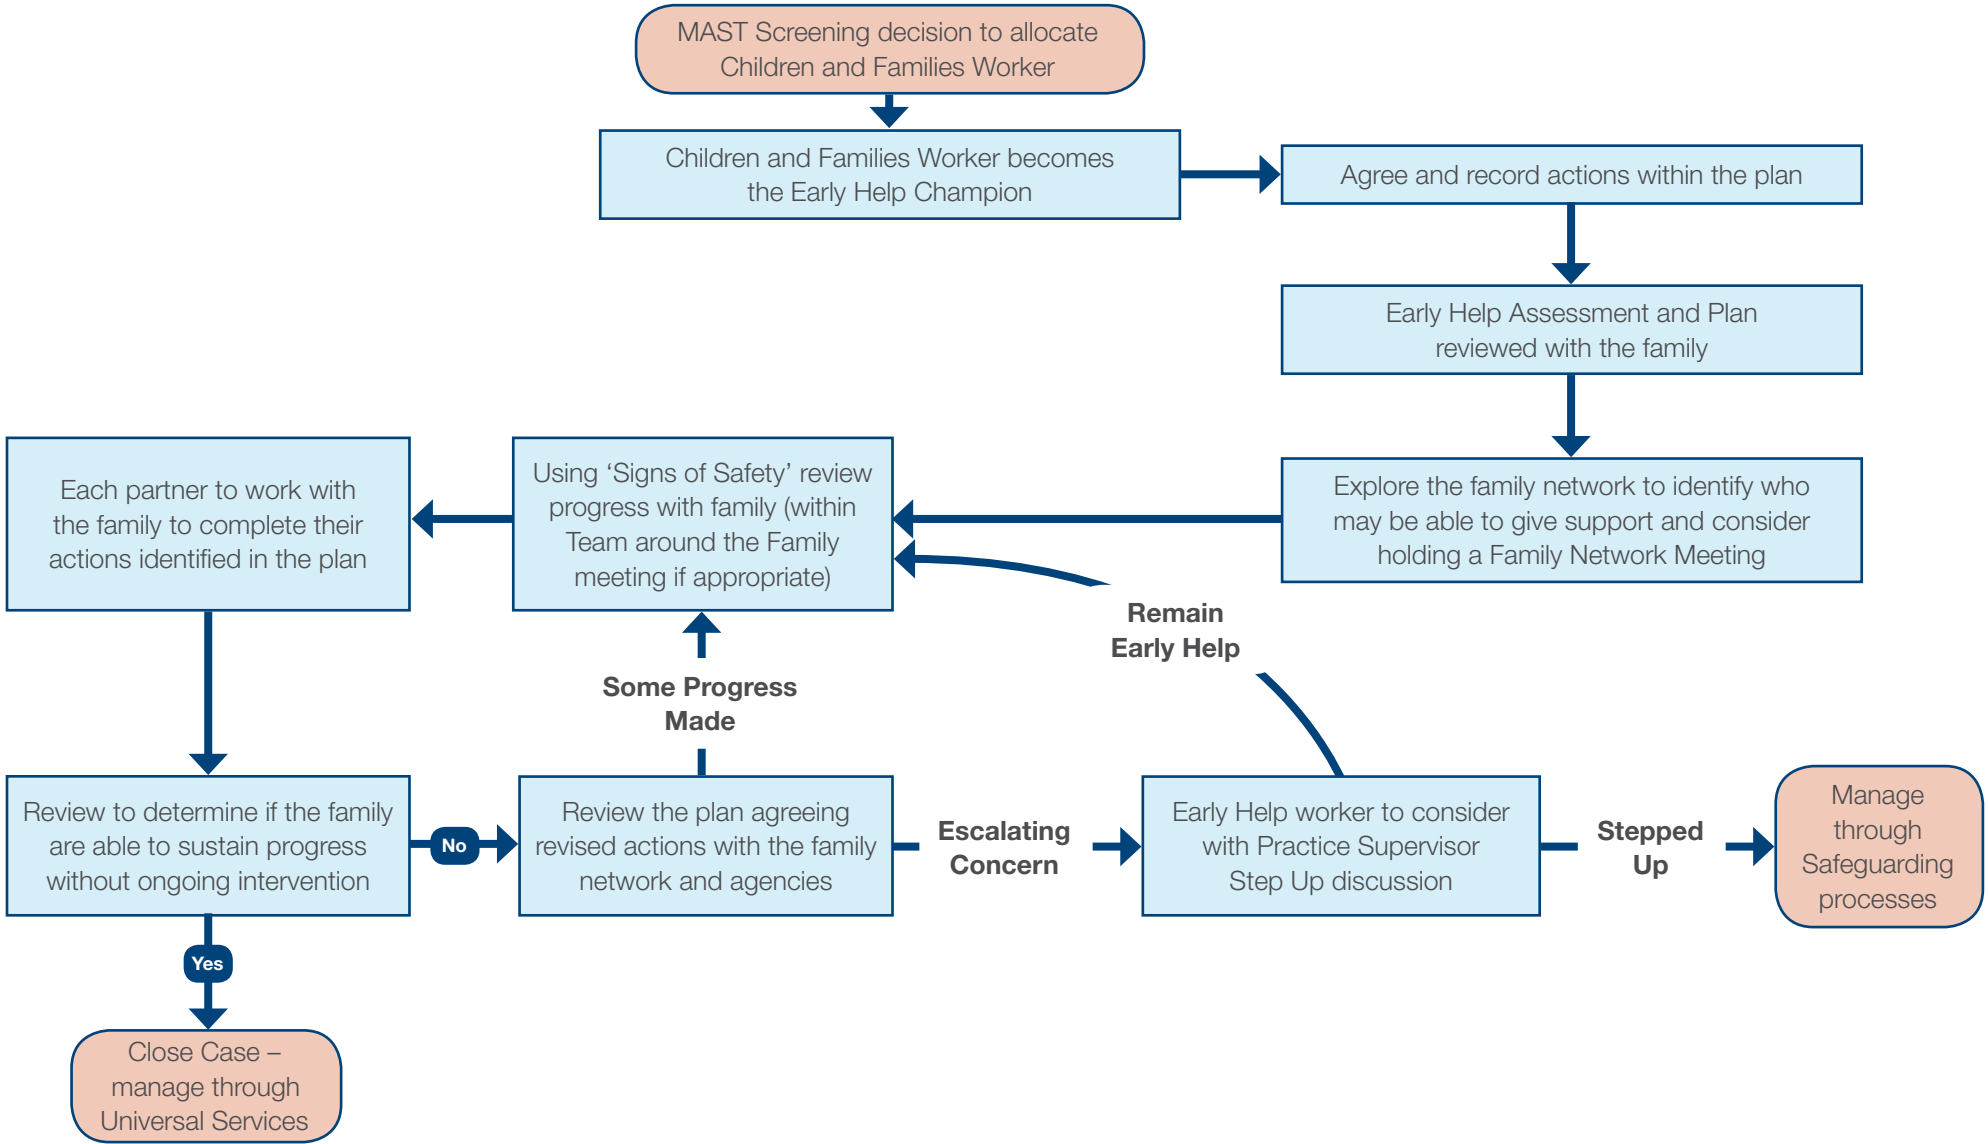 MAST Screening decision to allocate
Children and Families Worker
Children and Families Worker becomes
the Early Help Champion
Agree and record actions within the plan
Early Help Assessment and Plan
reviewed with the family
Explore the family network to identify who
may be able to give support and consider
holding a Family Network Meeting
Using ‘Signs of Safety’ review
progress with family (within
Team around the Family
meeting if appropriate)
Each partner to work with
the family to complete their
actions identified in the plan
Review to determine if the family
are able to sustain progress
without ongoing intervention
Yes
Close Case –
manage through
Universal Services
No
Review the plan agreeing
revised actions with the family
network and agencies
Some Progress
Made
Escalating
Concern
Early Help worker to consider
with Practice Supervisor
Step Up discussion
Remain
Early Help
Stepped
Up
Manage
through
Safeguarding
processes